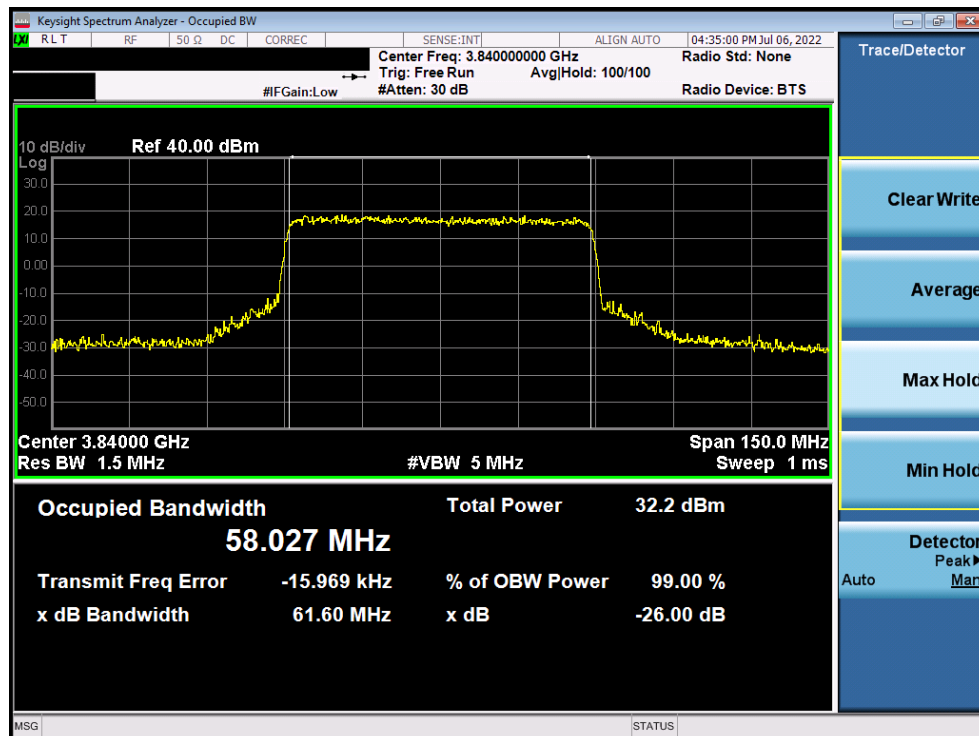 Keysight Spectrum Analyzer - Occupied BW
LXI R L T RF 50 Ω DC CORREC SENSE:INT ALIGN AUTO 04:35:00 PM Jul 06, 2022
Center Freq: 3.840000000 GHz Radio Std: None
Trig: Free Run Avg|Hold: 100/100
#IFGain:Low #Atten: 30 dB Radio Device: BTS
Trace/Detector
10 dB/div Ref 40.00 dBm
Log
30.0
20.0
10.0
0.00
-10.0
-20.0
-30.0
-40.0
-50.0
Center 3.84000 GHz Span 150.0 MHz
Res BW 1.5 MHz #VBW 5 MHz Sweep 1 ms
Occupied Bandwidth Total Power 32.2 dBm
58.027 MHz
Transmit Freq Error -15.969 kHz % of OBW Power 99.00 %
x dB Bandwidth 61.60 MHz x dB -26.00 dB
Clear Write
Average
Max Hold
Min Hold
Detector
Peak▶
Auto Man
MSG STATUS